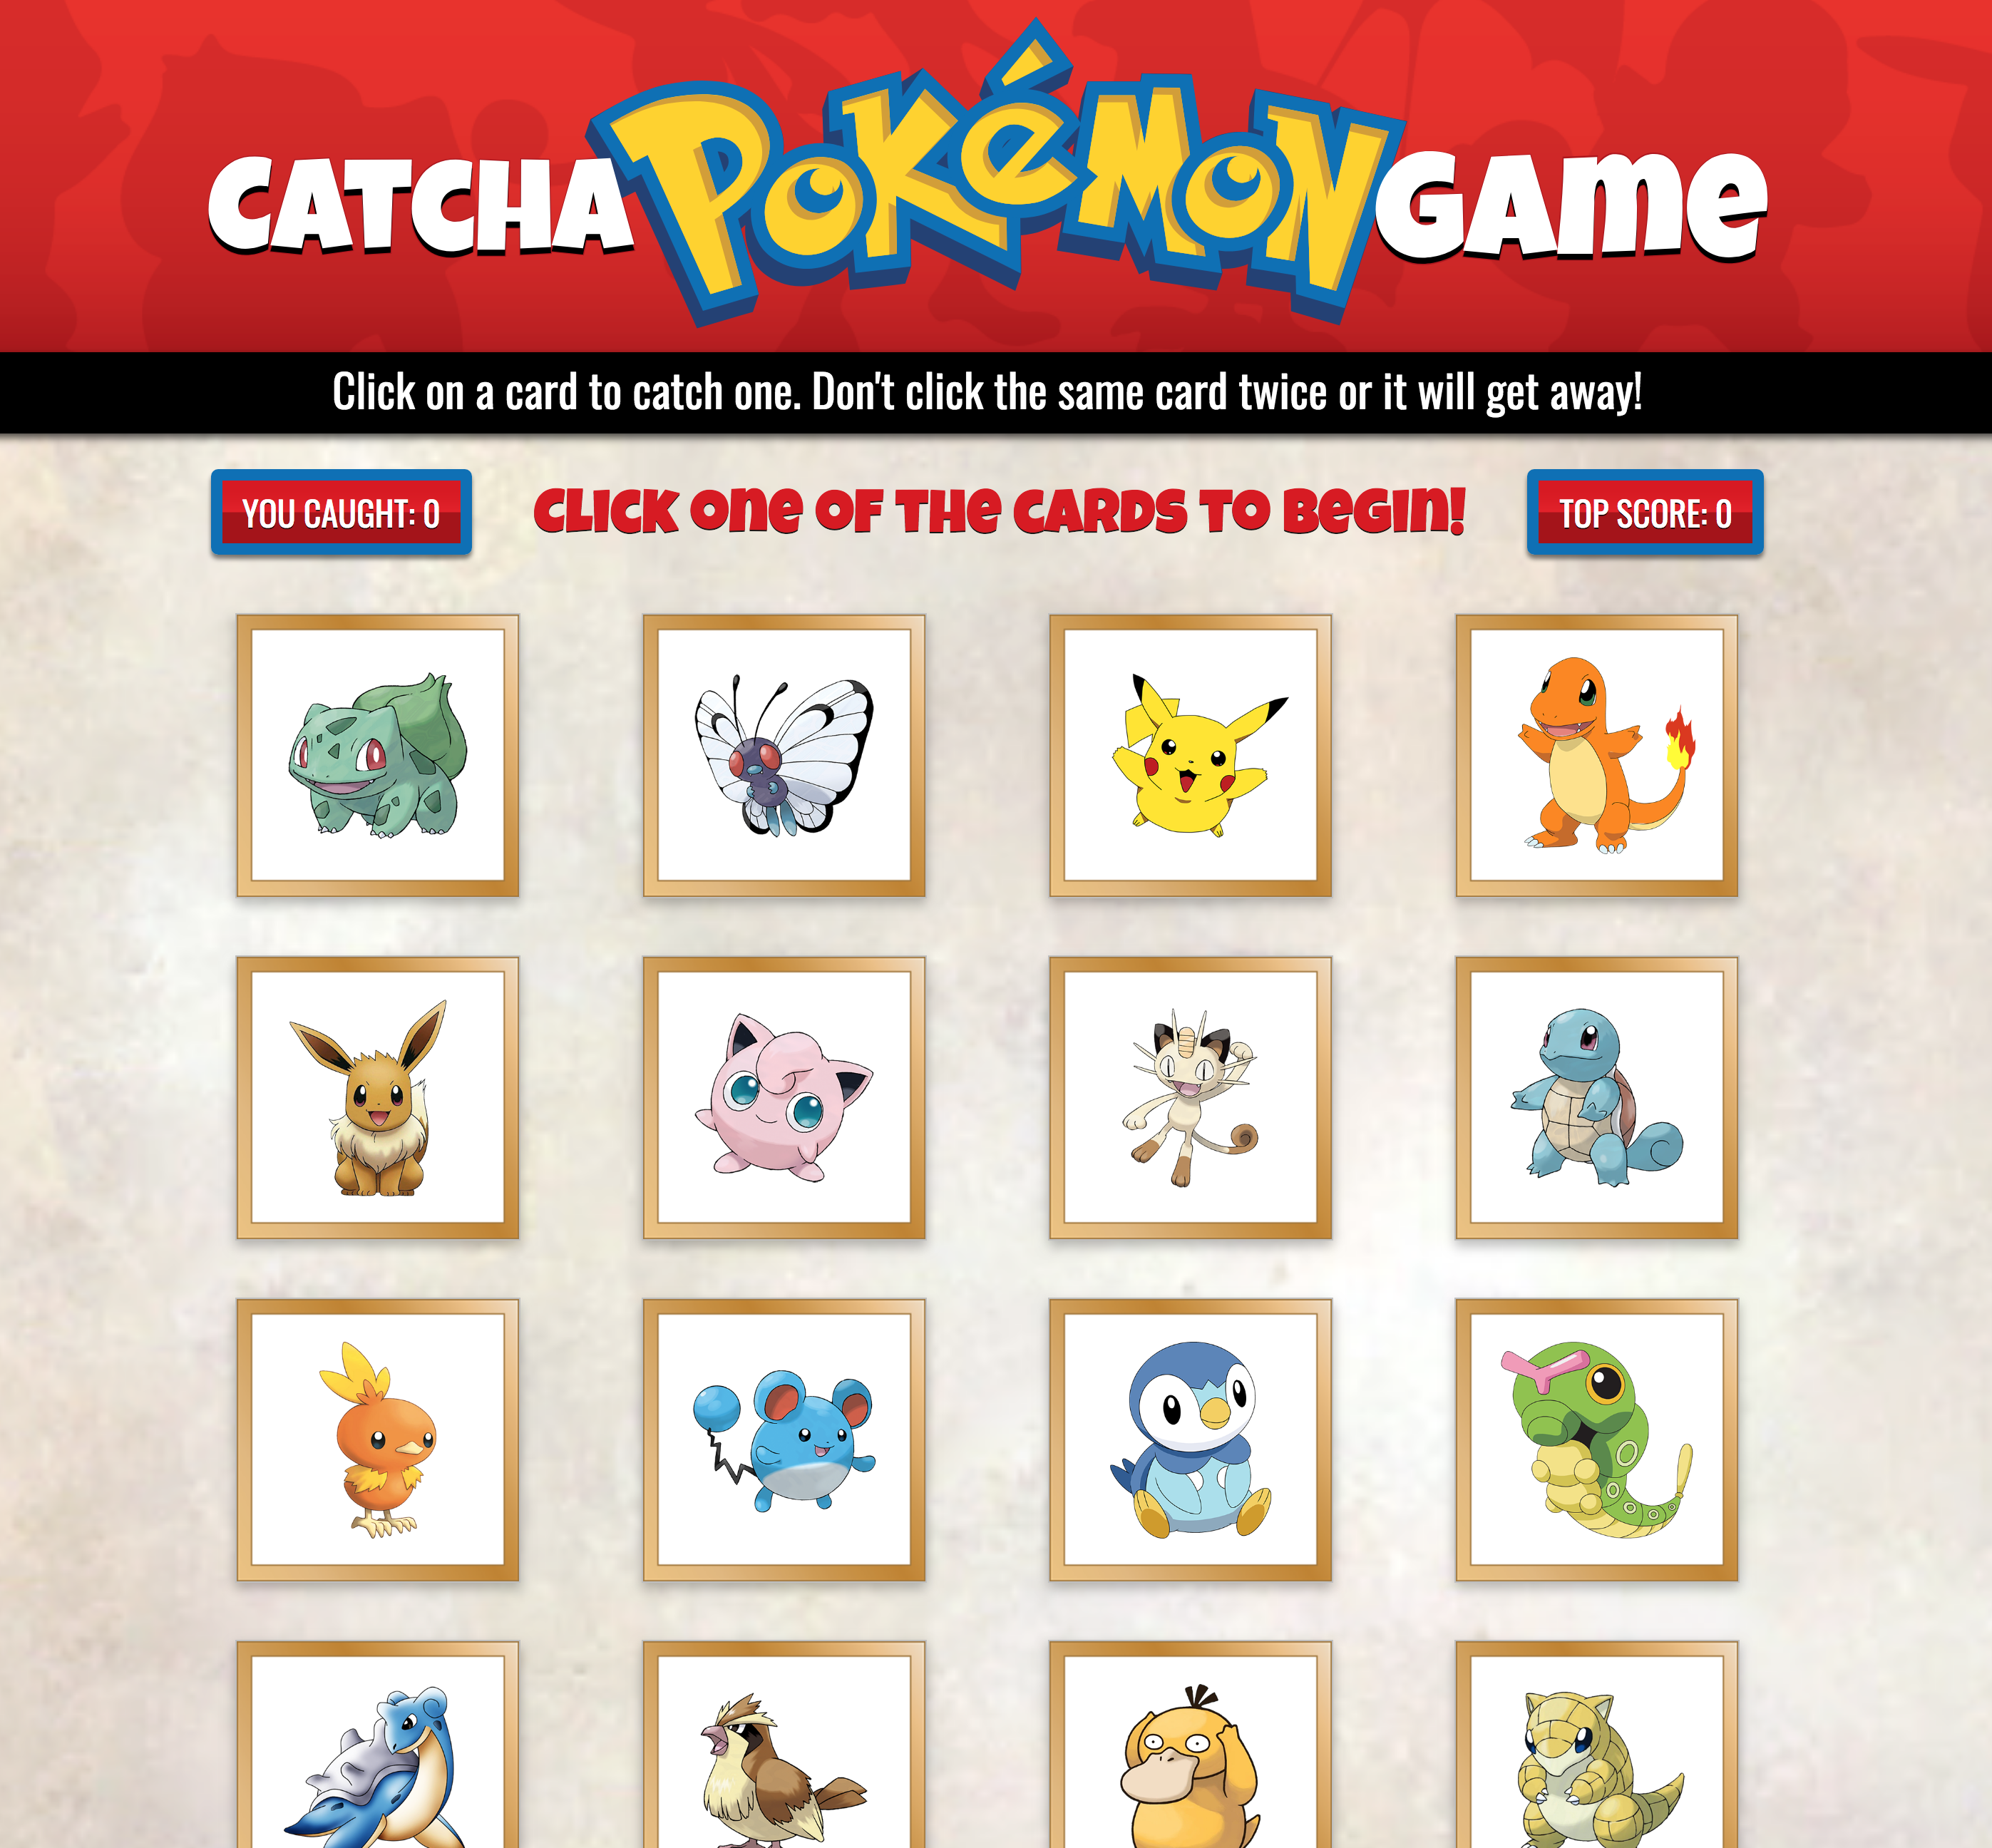 CATCHA POKéMON GAME
Click on a card to catch one. Don't click the same card twice or it will get away!
YOU CAUGHT: 0
CLICK ONE OF THE CARDS TO BEGIN!
TOP SCORE: 0